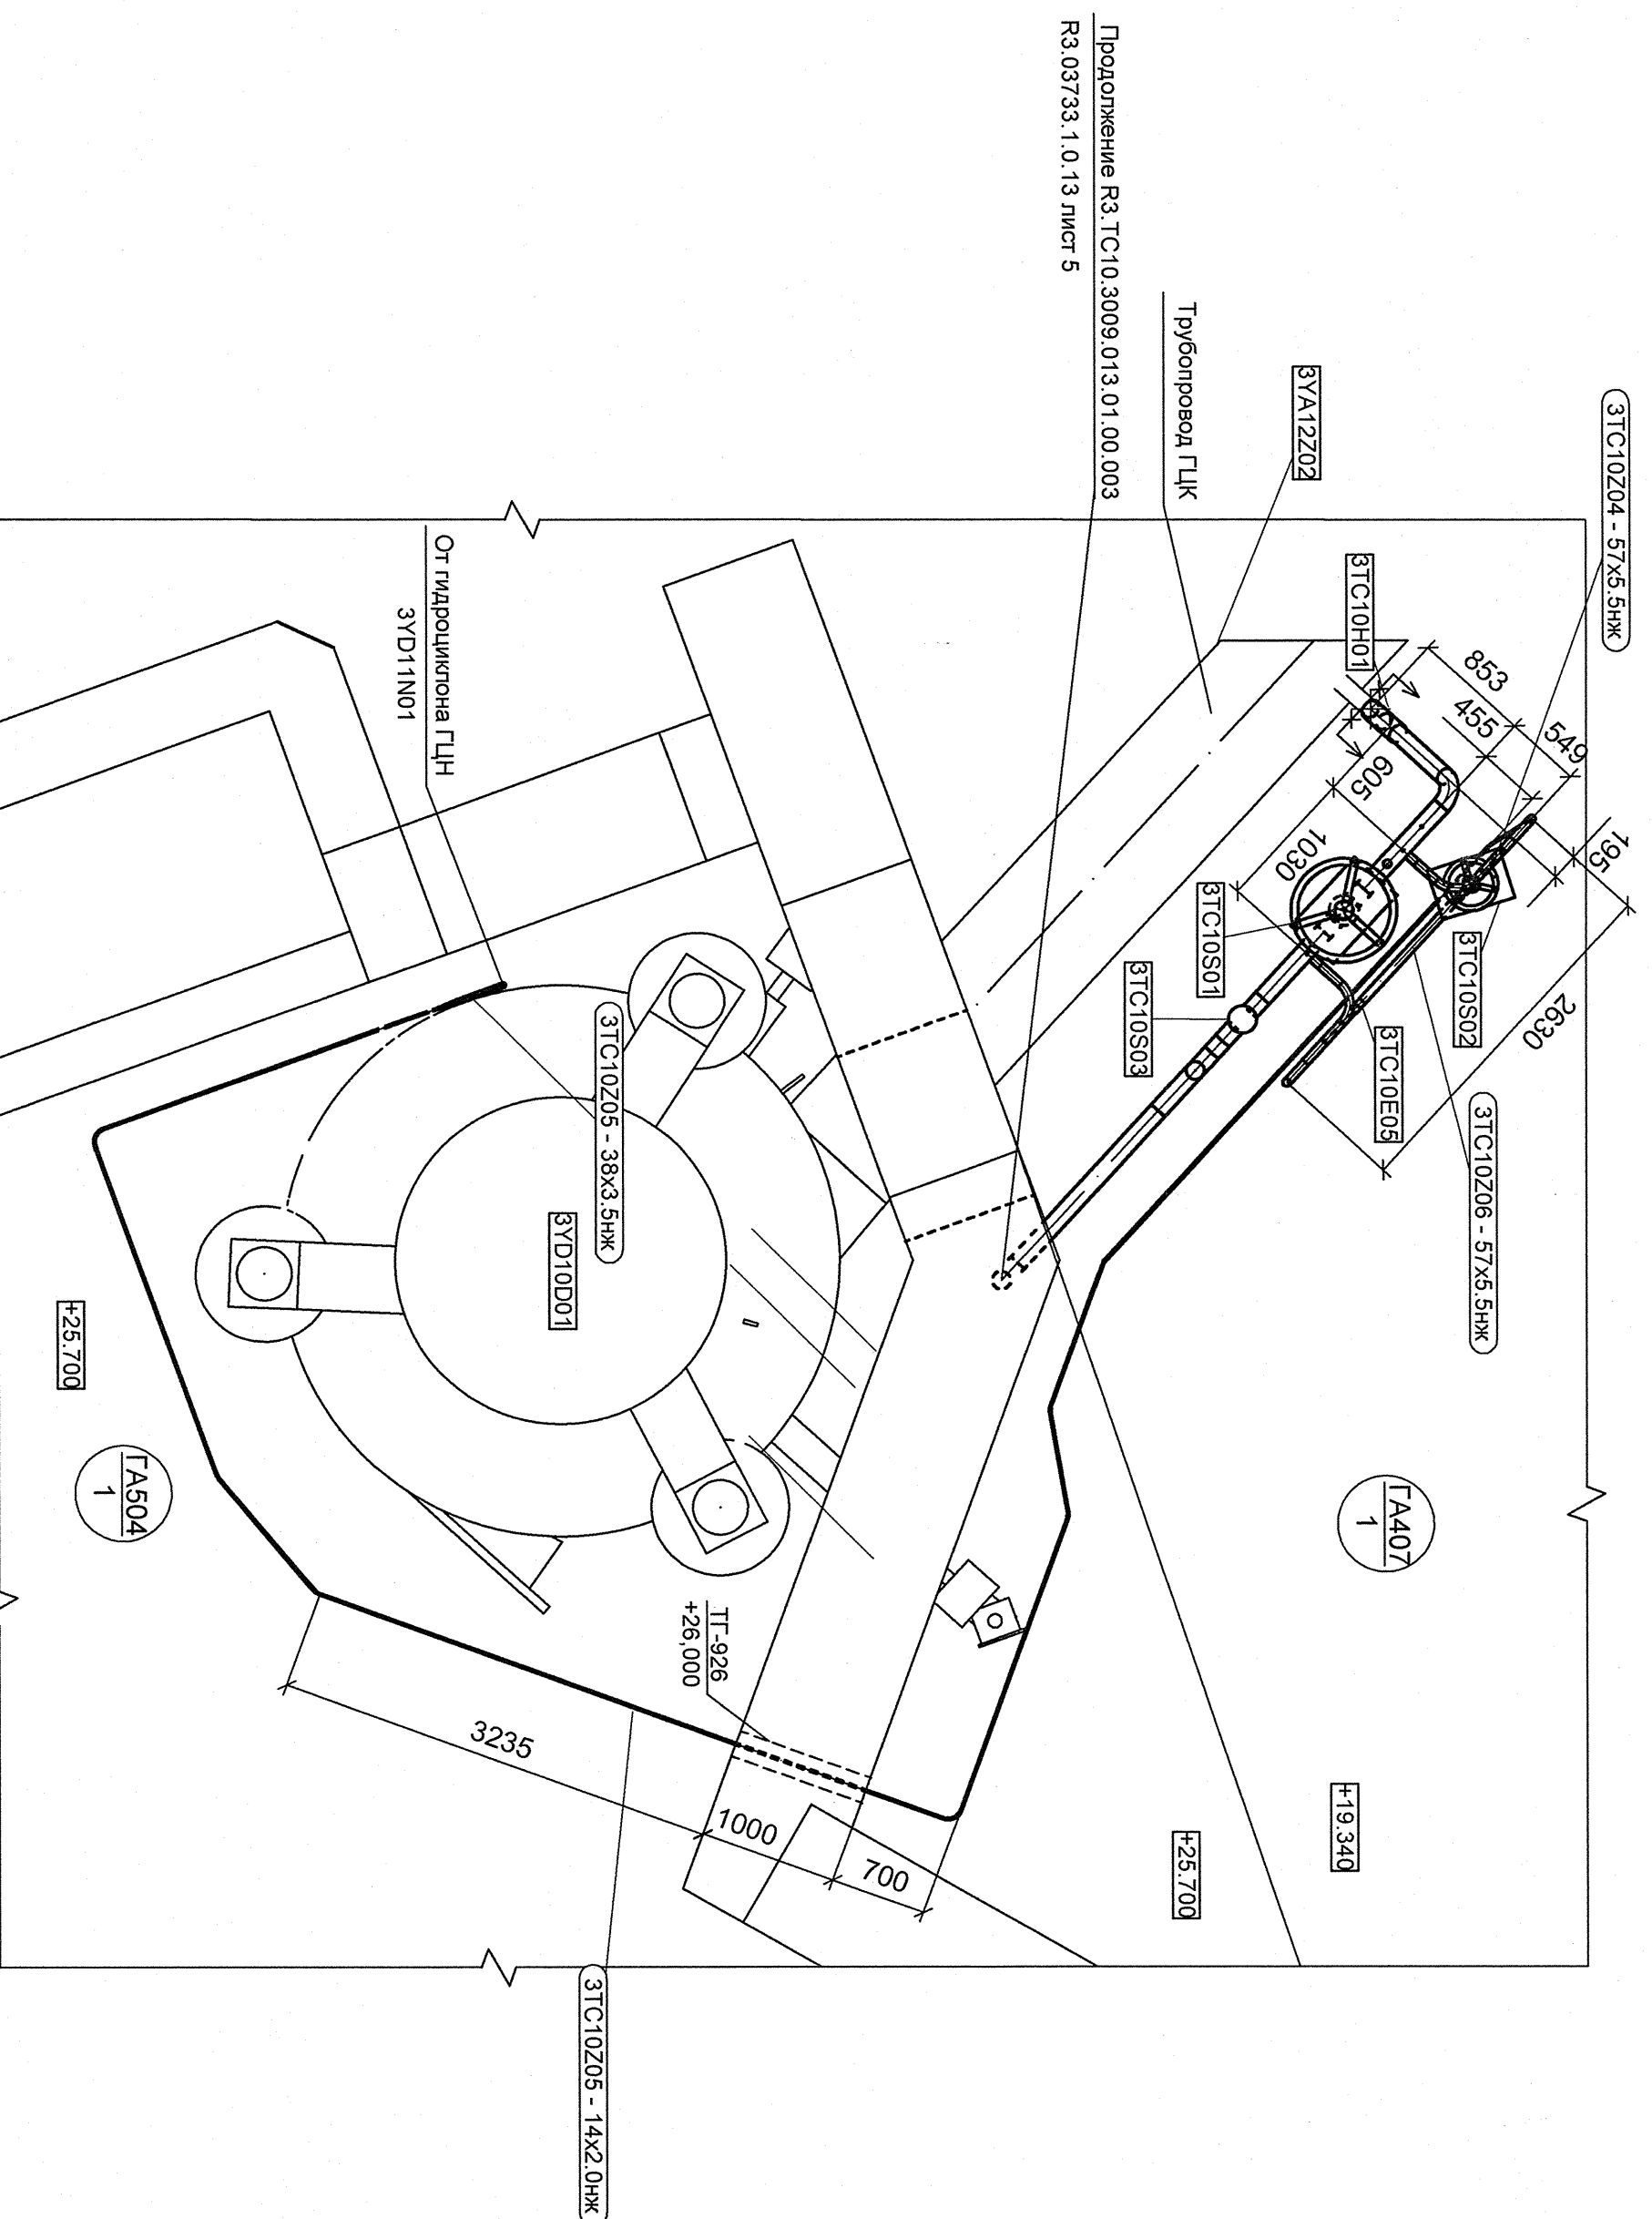 3TC10Z04 - 57x5.5нж
3YA12Z02
Трубопровод ГЦК
Продолжение R3.TC10.3009.013.01.00.003
R3.03733.1.0.13 лист 5
3TC10H01
853
455
549
195
605
1030
2630
3TC10S01
3TC10S02
3TC10S03
3TC10E05
3TC10Z06 - 57x5.5нж
От гидроциклона ГЦН
3YD11N01
3TC10Z05 - 38x3.5нж
3YD10D01
ГА407
1
+19.340
+25.700
+25.700
ГА504
1
ТГ-926
+26,000
3235
1000
700
3TC10Z05 - 14x2.0нж